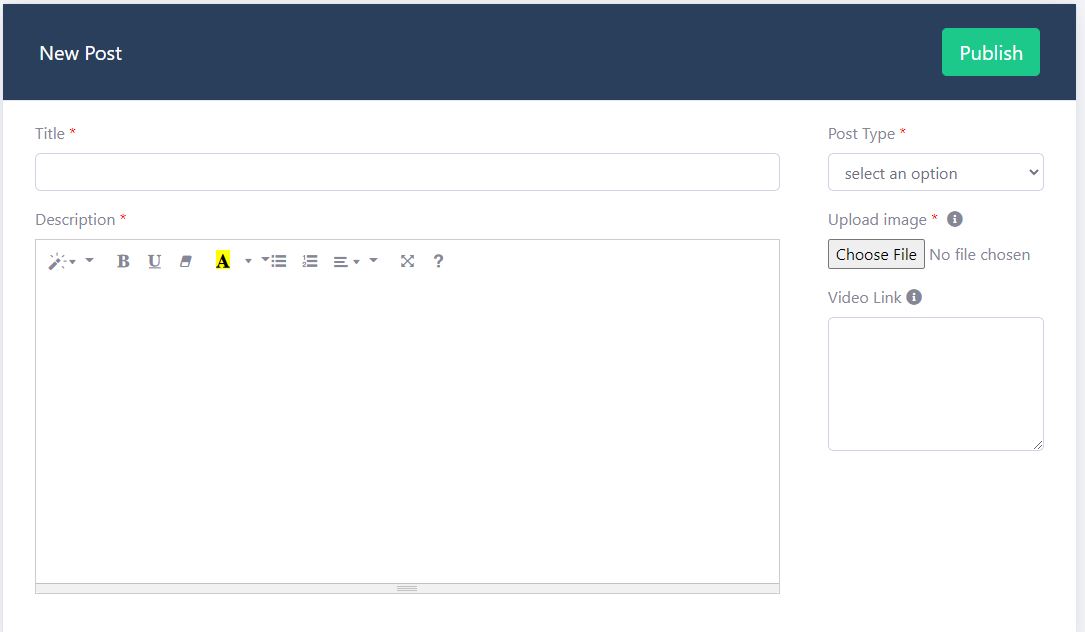 New Post
Publish
Title *
Post Type *
select an option
Description *
Upload image *
B U A ?
Choose File No file chosen
Video Link